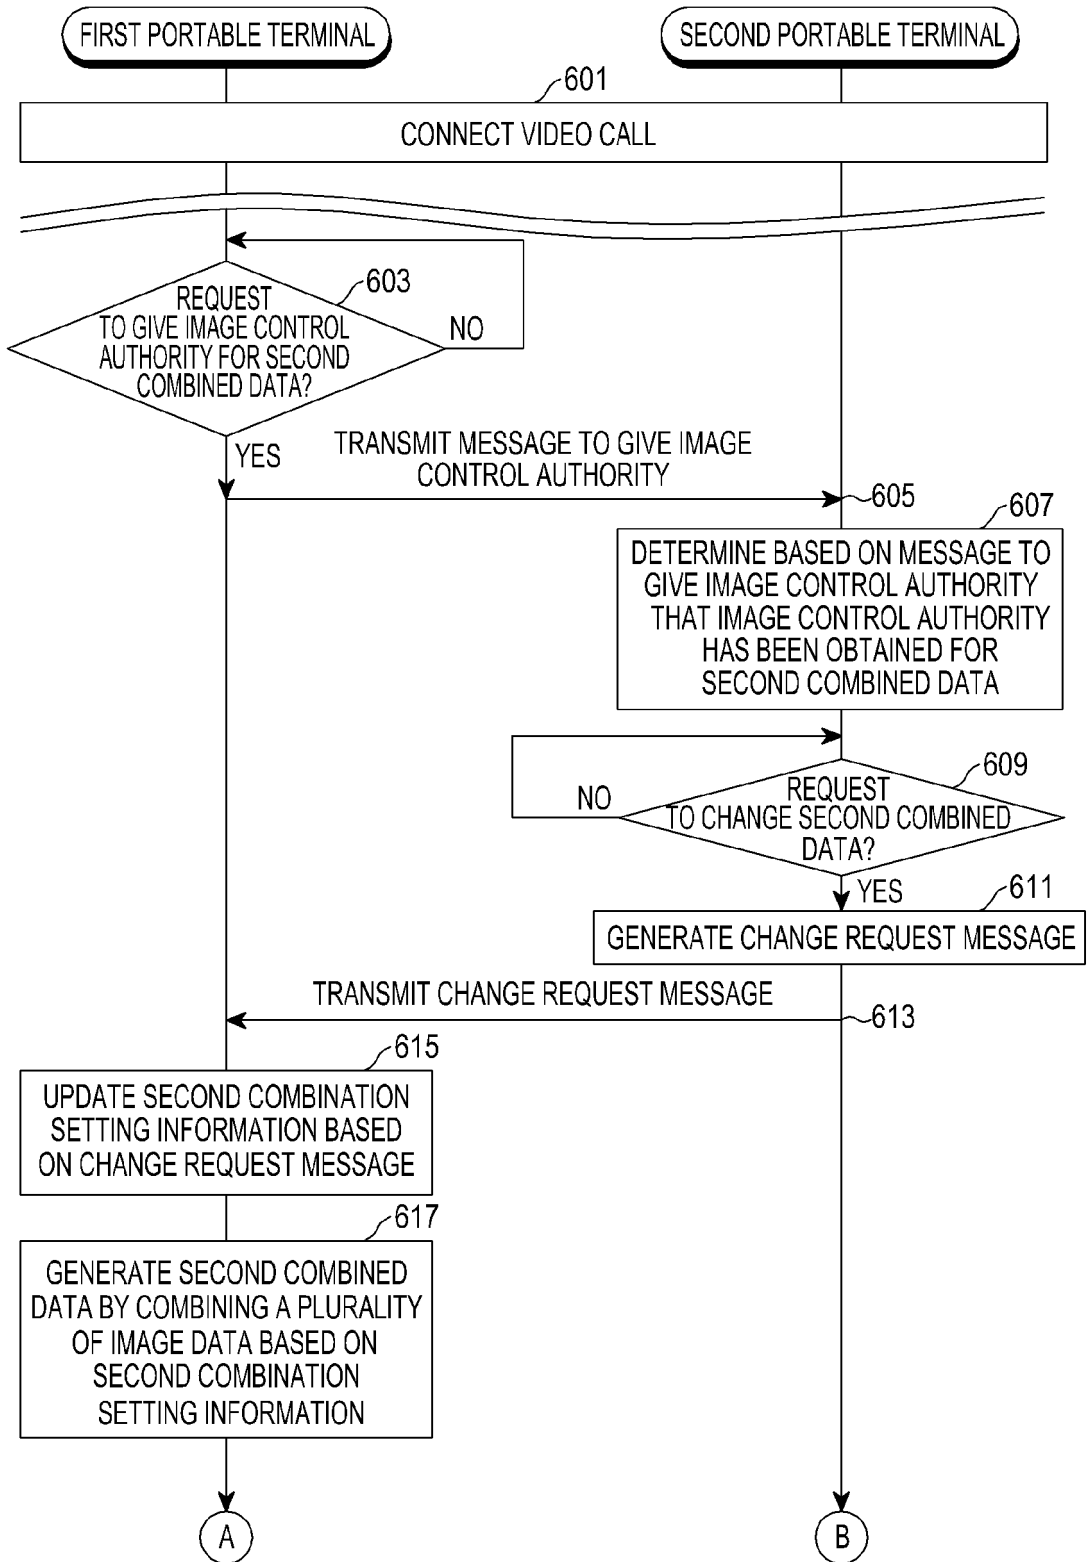 FIRST PORTABLE TERMINAL
SECOND PORTABLE TERMINAL
601
CONNECT VIDEO CALL
603
REQUEST
TO GIVE IMAGE CONTROL
AUTHORITY FOR SECOND
COMBINED DATA?
NO
YES
TRANSMIT MESSAGE TO GIVE IMAGE
CONTROL AUTHORITY
605
607
DETERMINE BASED ON MESSAGE TO
GIVE IMAGE CONTROL AUTHORITY
THAT IMAGE CONTROL AUTHORITY
HAS BEEN OBTAINED FOR
SECOND COMBINED DATA
609
REQUEST
TO CHANGE SECOND COMBINED
DATA?
NO
YES
611
GENERATE CHANGE REQUEST MESSAGE
TRANSMIT CHANGE REQUEST MESSAGE
613
615
UPDATE SECOND COMBINATION
SETTING INFORMATION BASED
ON CHANGE REQUEST MESSAGE
617
GENERATE SECOND COMBINED
DATA BY COMBINING A PLURALITY
OF IMAGE DATA BASED ON
SECOND COMBINATION
SETTING INFORMATION
A
B